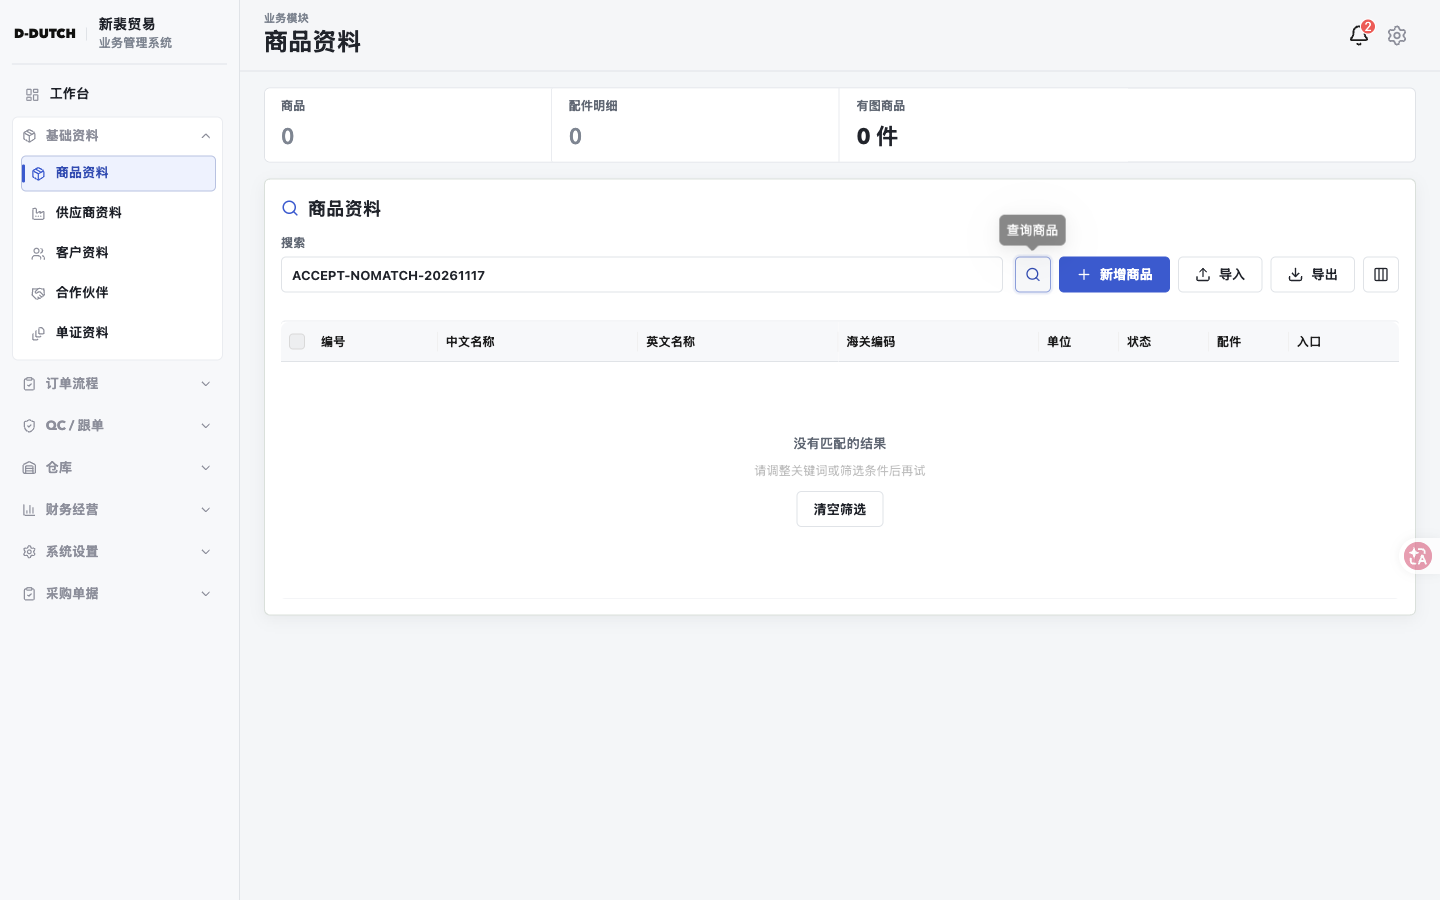 D-DUTCH
新裴贸易
业务管理系统
工作台
基础资料
商品资料
供应商资料
客户资料
合作伙伴
单证资料
订单流程
QC / 跟单
仓库
财务经营
系统设置
采购单据
业务模块
商品资料
2
商品
0
配件明细
0
有图商品
0 件
商品资料
搜索
查询商品
ACCEPT-NOMATCH-20261117
新增商品
导入
导出
编号
中文名称
英文名称
海关编码
单位
状态
配件
入口
没有匹配的结果
请调整关键词或筛选条件后再试
清空筛选